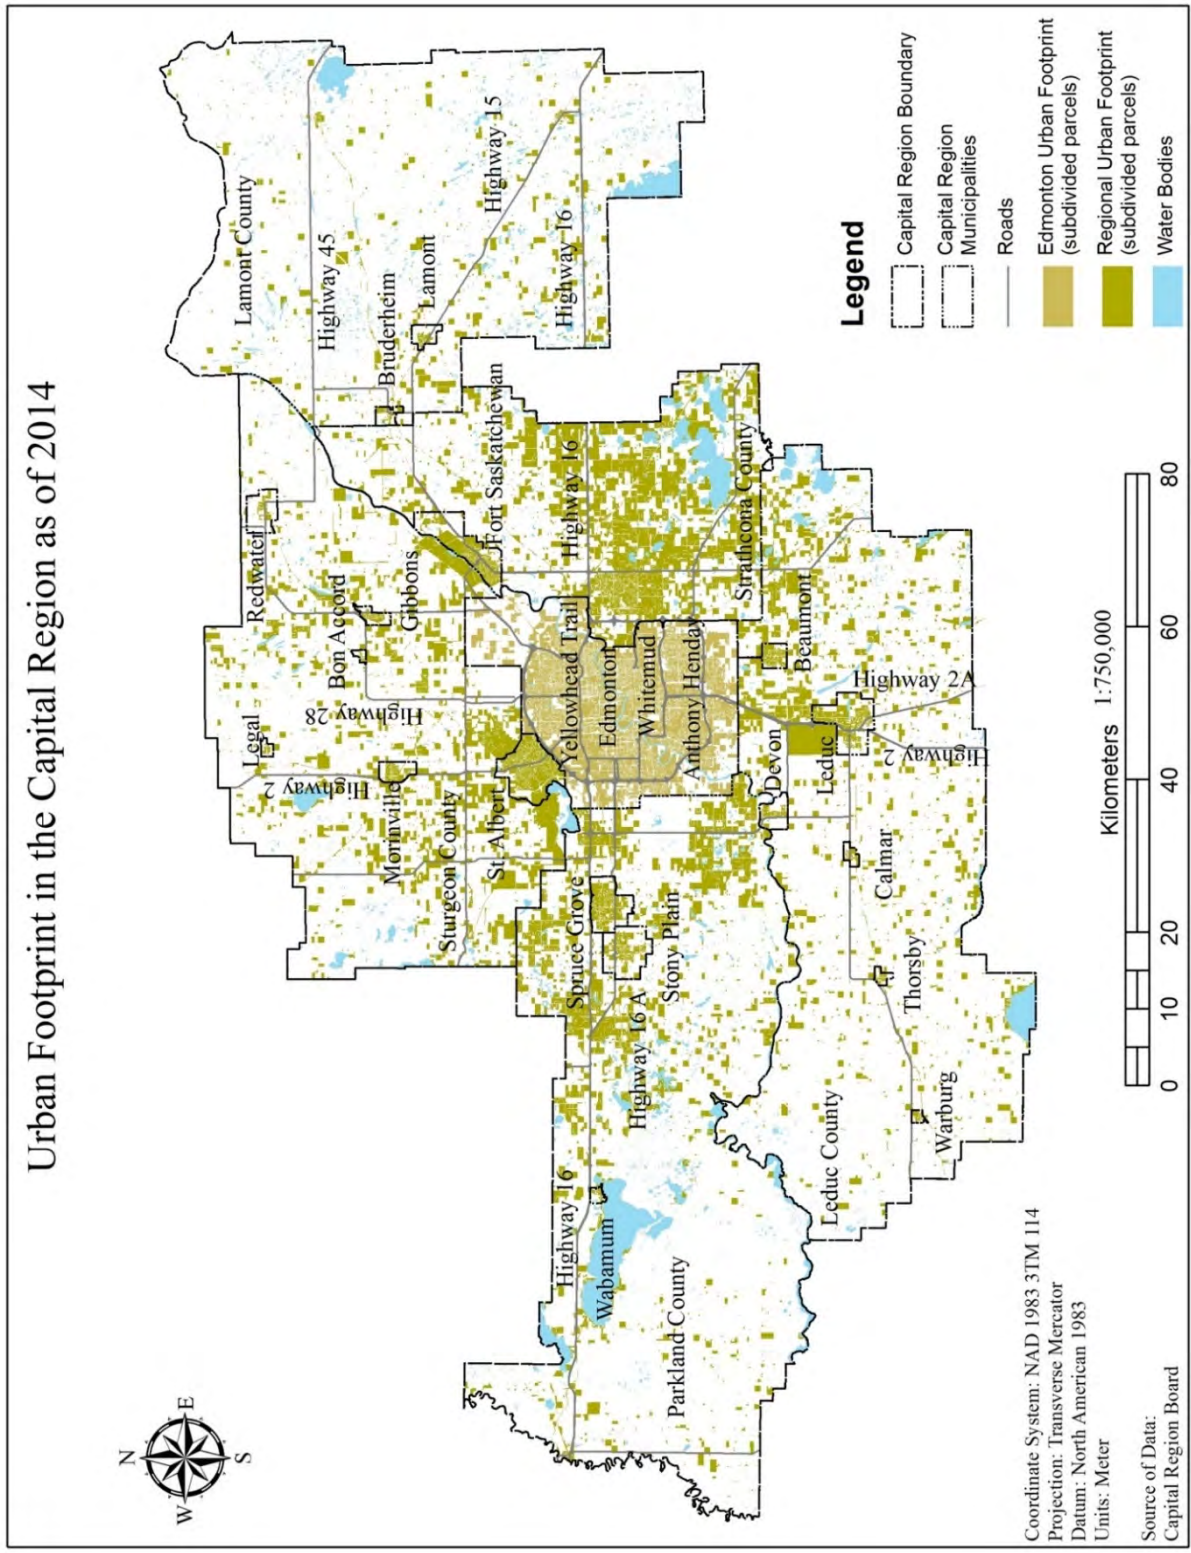 Urban Footprint in the Capital Region as of 2014
N
W
E
S
Lamont County
Redwater
Legal
Highway 45
Highway 2
Bon Accord
Highway 28
Bruderheim
Morinville
Gibbons
Lamont
Sturgeon County
Highway 15
Fort Saskatchewan
St. Albert
Highway 16
Highway 16
Yellowhead Trail
Spruce Grove
Highway 16
Edmonton
Wabamum
Whitemud
Highway 16A
Stony Plain
Parkland County
Anthony Henday
Strathcona County
Devon
Beaumont
Leduc
Leduc County
Highway 2A
Calmar
Highway 2
Thorsby
Warburg
Legend
Capital Region Boundary
Capital Region
Municipalities
Roads
Edmonton Urban Footprint
(subdivided parcels)
Regional Urban Footprint
(subdivided parcels)
Water Bodies
Coordinate System: NAD 1983 3TM 114
Projection: Transverse Mercator
Datum: North American 1983
Units: Meter
Source of Data:
Capital Region Board
Kilometers 1:750,000
0 10 20 40 60 80